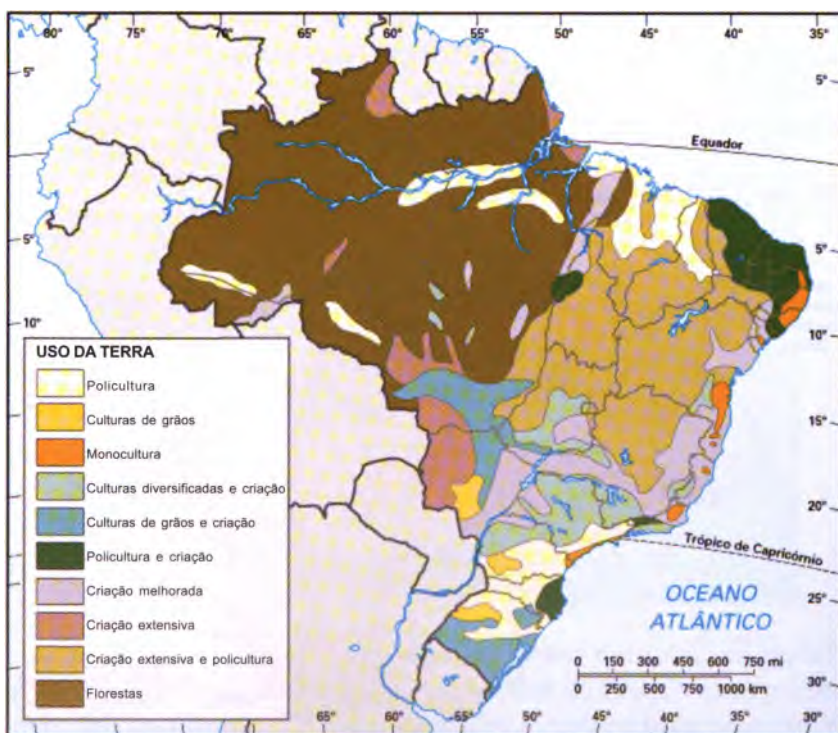 80° 75° 70° 65° 60° 55° 50° 45° 40° 35°
5° 5°
Equador
5° 5°
10° 10°
15°
20°
Trópico de Capricórnio
25°
30°
USO DA TERRA
Policultura
Culturas de grãos
Monocultura
Culturas diversificadas e criação
Culturas de grãos e criação
Policultura e criação
Criação melhorada
Criação extensiva
Criação extensiva e policultura
Florestas
OCEANO
ATLÂNTICO
0 150 300 450 600 750 mi
0 250 500 750 1000 km
65° 60° 55° 50° 45° 40° 35° 30°